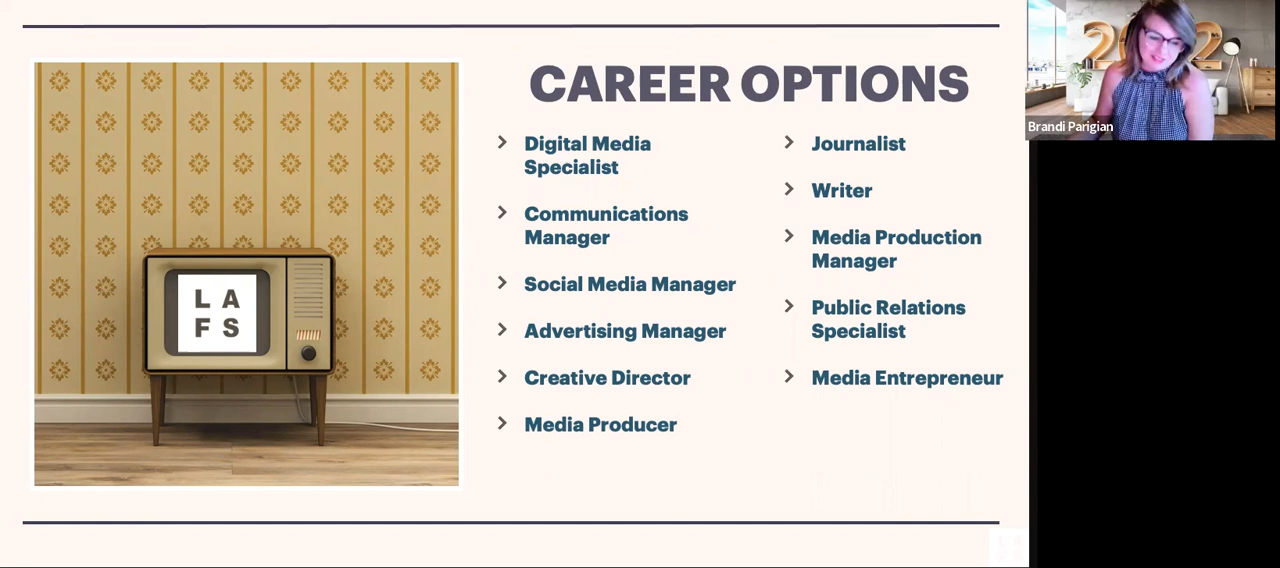 CAREER OPTIONS
Digital Media
Specialist
Communications
Manager
Social Media Manager
Advertising Manager
Creative Director
Media Producer
Journalist
Writer
Media Production
Manager
Public Relations
Specialist
Media Entrepreneur
L A
F S
Brandi Parigian